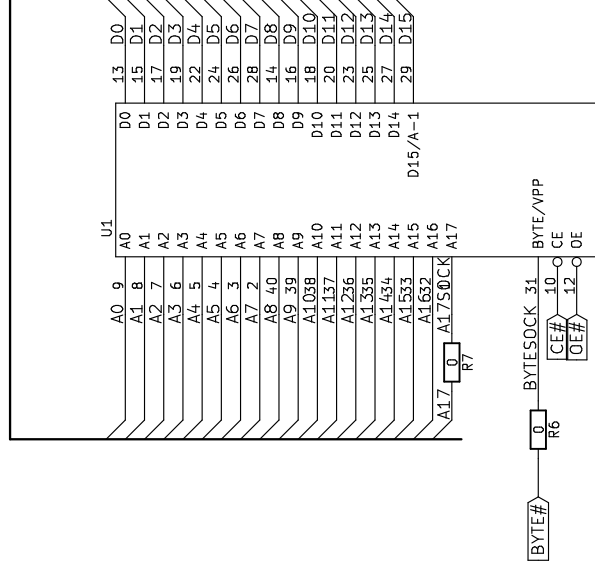 D0
D1
D2
D3
D4
D5
D6
D7
D8
D9
D10
D11
D12
D13
D14
D15
13
15
17
19
22
24
26
28
14
16
18
20
23
25
27
29
D0
D1
D2
D3
D4
D5
D6
D7
D8
D9
D10
D11
D12
D13
D14
D15/A-1
U1
A0
A1
A2
A3
A4
A5
A6
A7
A8
A9
A10
A11
A12
A13
A14
A15
A16
A17
BYTE/VPP
CE
OE
A0 9
A1 8
A2 7
A3 6
A4 5
A5 4
A6 3
A7 2
A8 40
A9 39
A10 38
A11 37
A12 36
A13 35
A14 34
A15 33
A16 32
A17SOCK
BYTESOCK 31
10
12
CE#
OE#
A17
0
R7
0
R6
BYTE#